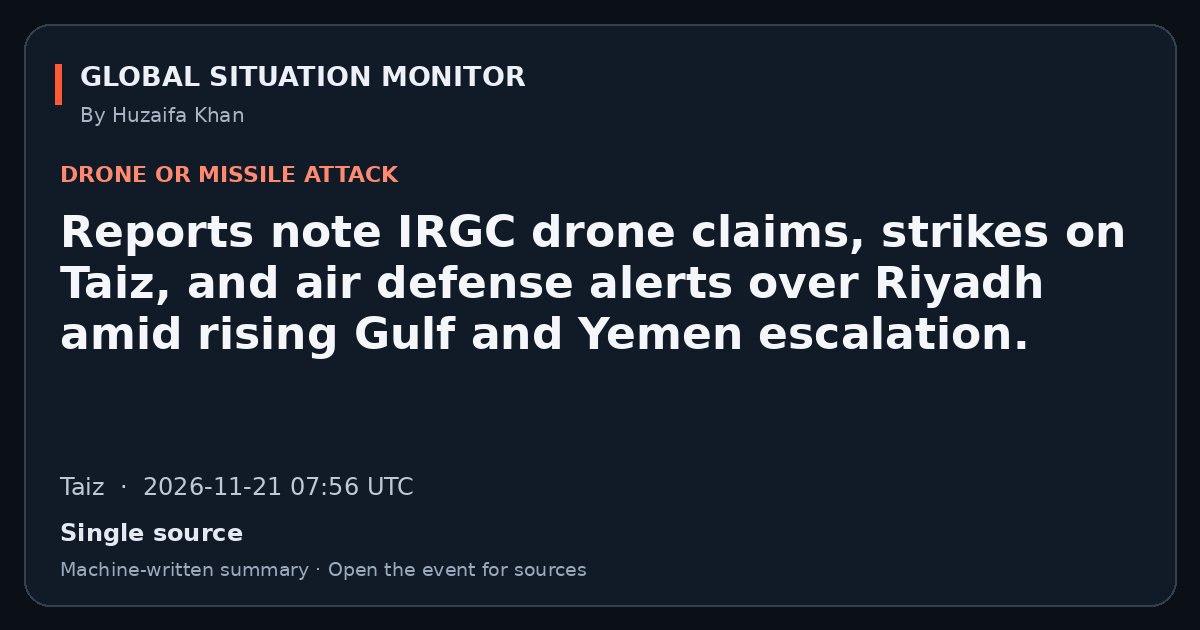 GLOBAL SITUATION MONITOR
By Huzaifa Khan
DRONE OR MISSILE ATTACK
Reports note IRGC drone claims, strikes on
Taiz, and air defense alerts over Riyadh
amid rising Gulf and Yemen escalation.
Taiz · 2026-11-21 07:56 UTC
Single source
Machine-written summary · Open the event for sources